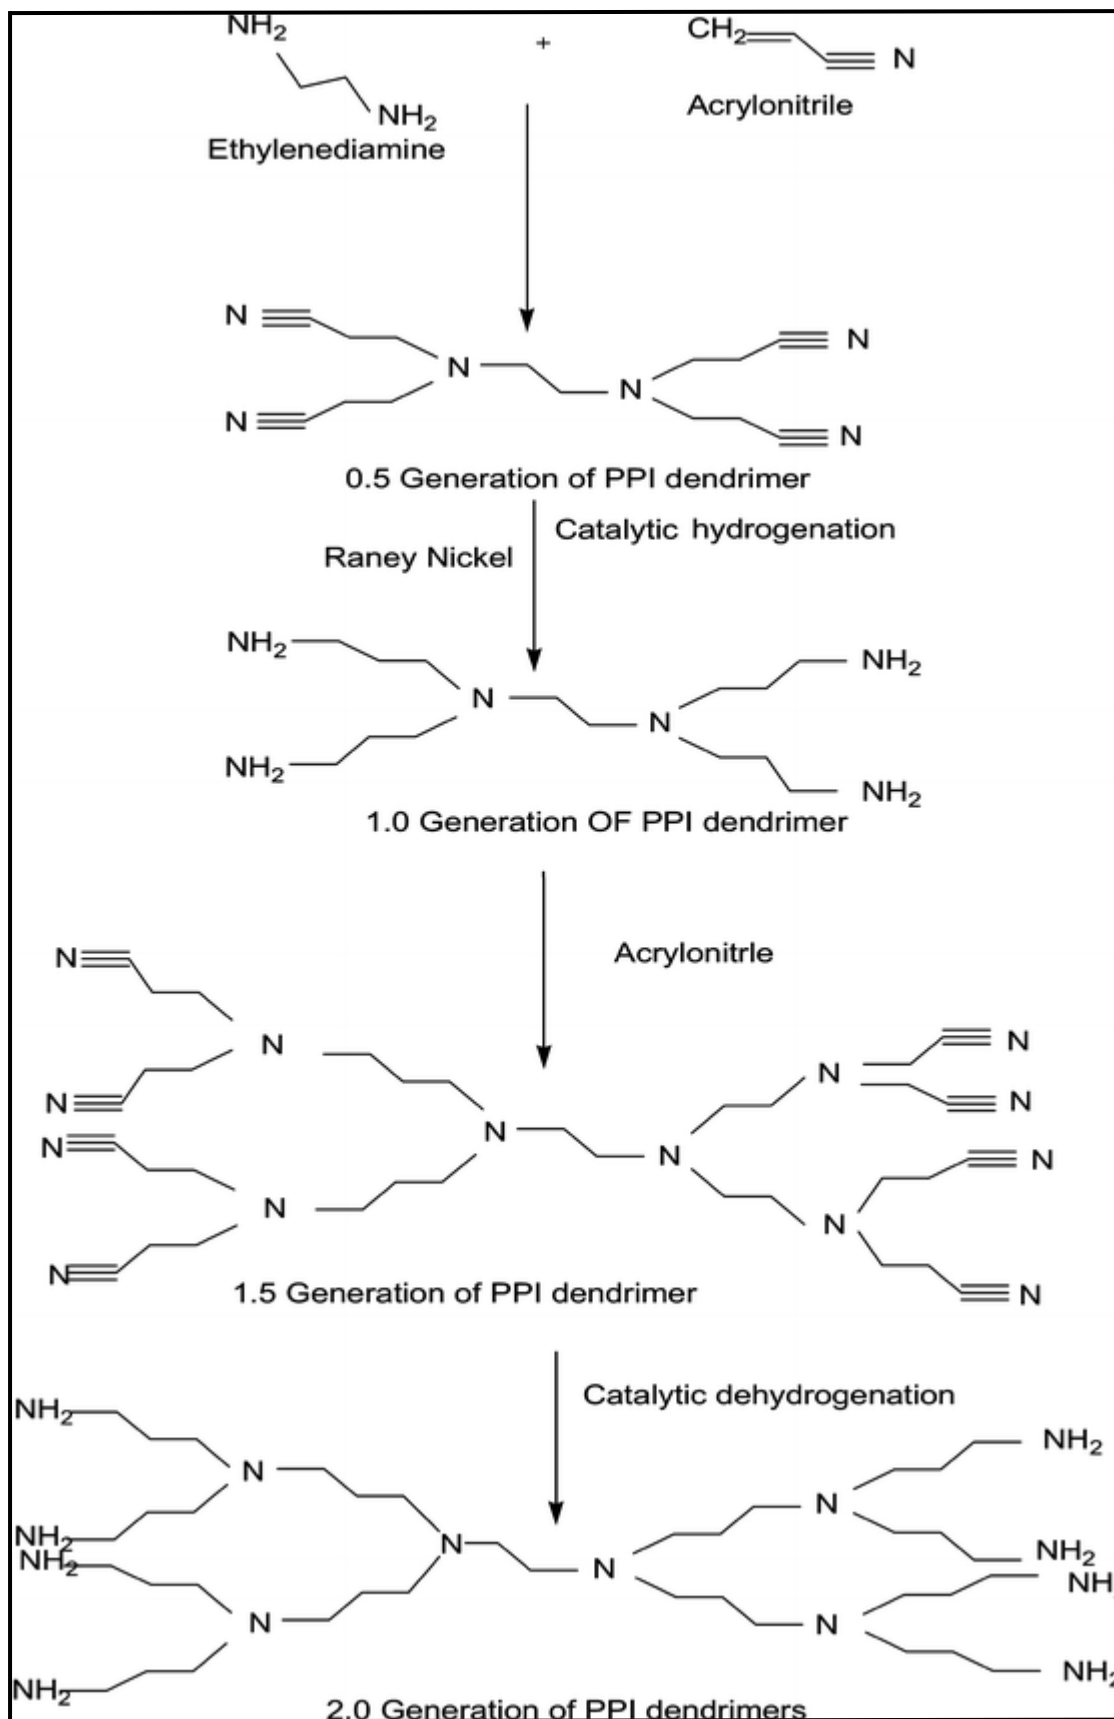 NH2 + CH2 N
NH2
Ethylenediamine Acrylonitrile
N N
N N
N N
0.5 Generation of PPI dendrimer
Catalytic hydrogenation
Raney Nickel
NH2 NH2
N N
NH2 NH2
1.0 Generation OF PPI dendrimer
Acrylonitrle
N N
N N
N N
N N N
N N
N N
N N
1.5 Generation of PPI dendrimer
Catalytic dehydrogenation
NH2 NH2
N N
NH2 N N NH2
NH2 NH
N N
NH2 NH2
2.0 Generation of PPI dendrimers